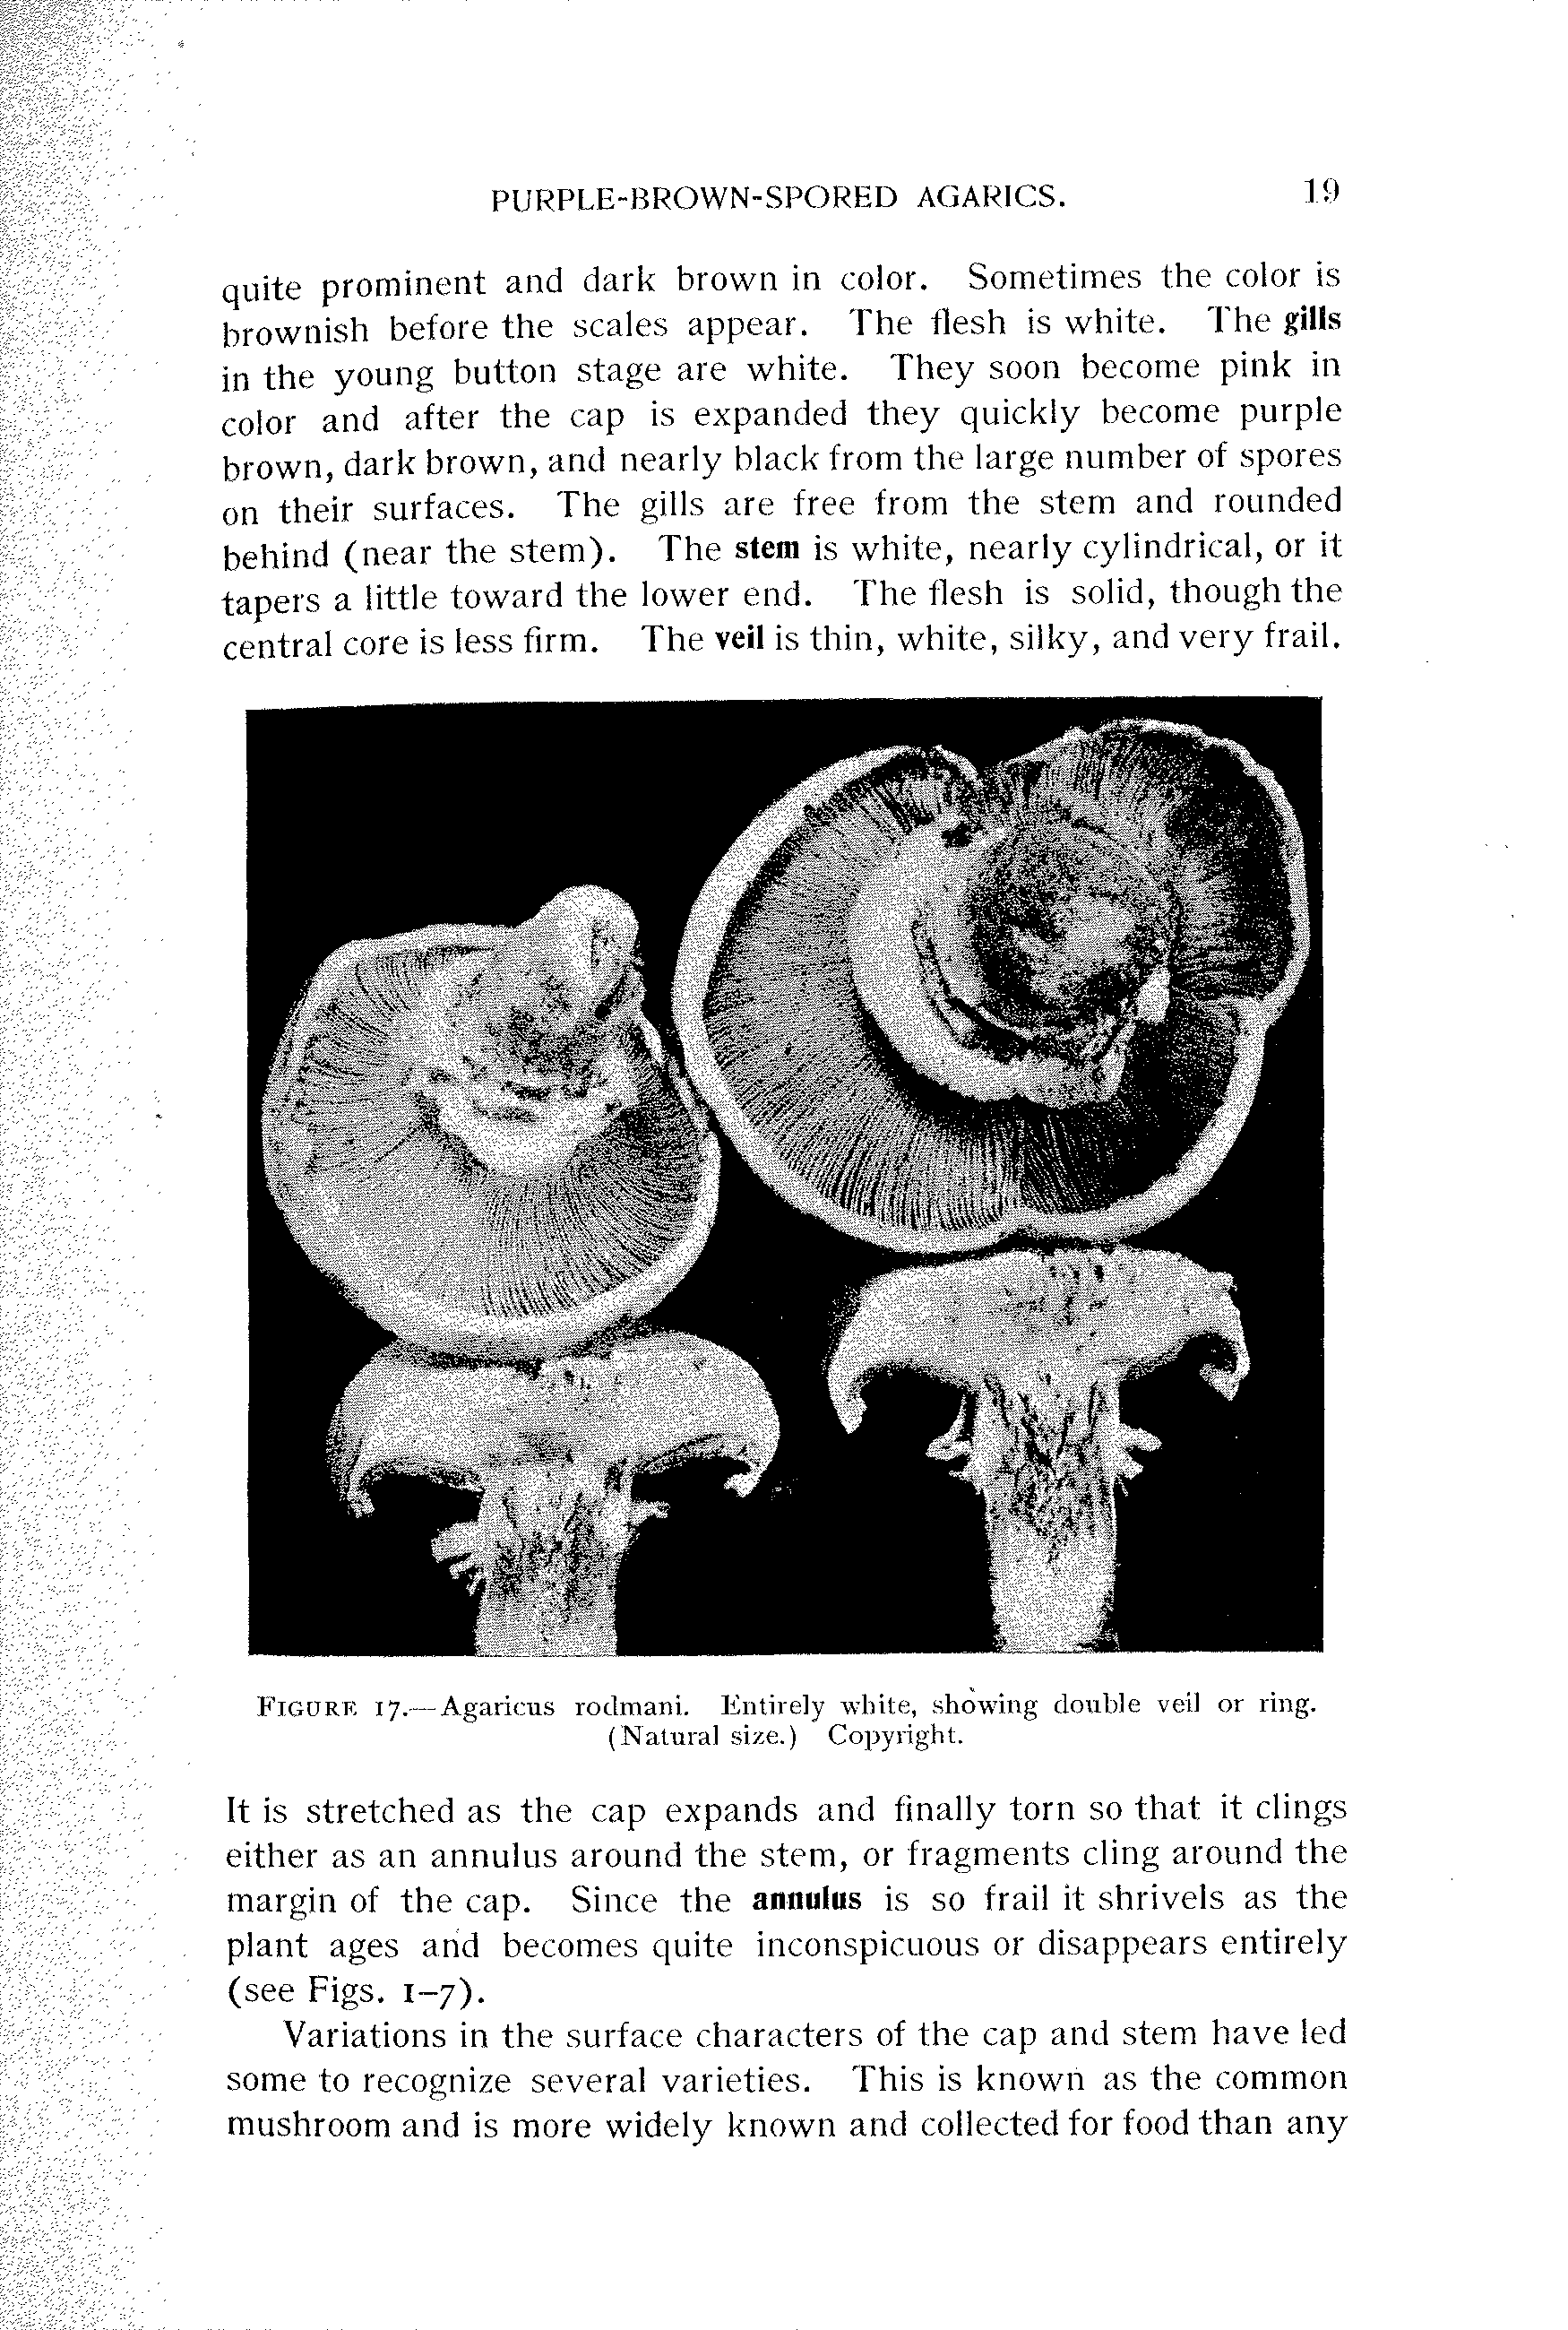 PURPLE-BROWN-SPORED AGARICS. 19
quite prominent and dark brown in color. Sometimes the color is
brownish before the scales appear. The flesh is white. The gills
in the young button stage are white. They soon become pink in
color and after the cap is expanded they quickly become purple
brown, dark brown, and nearly black from the large number of spores
on their surfaces. The gills are free from the stem and rounded
behind (near the stem). The stem is white, nearly cylindrical, or it
tapers a little toward the lower end. The flesh is solid, though the
central core is less firm. The veil is thin, white, silky, and very frail.
FIGURE 17.—Agaricus rodmani. Entirely white, showing double veil or ring.
(Natural size.) Copyright.
It is stretched as the cap expands and finally torn so that it clings
either as an annulus around the stem, or fragments cling around the
margin of the cap. Since the annulus is so frail it shrivels as the
plant ages and becomes quite inconspicuous or disappears entirely
(see Figs. 1–7).
Variations in the surface characters of the cap and stem have led
some to recognize several varieties. This is known as the common
mushroom and is more widely known and collected for food than any